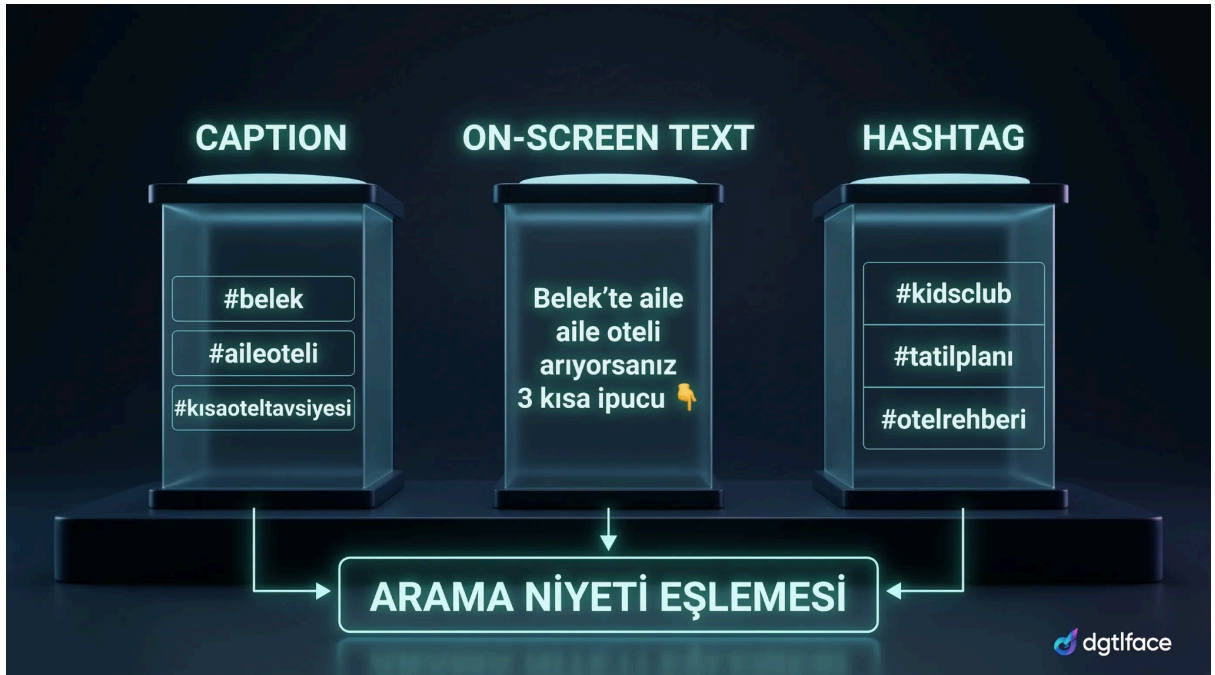 CAPTION
#belek
#aileoteli
#kısaoteltavsiyesi
ON-SCREEN TEXT
Belek’te aile
aile oteli
arıyorsanız
3 kısa ipucu 👇
HASHTAG
#kidsclub
#tatilplanı
#otelrehberi
ARAMA NİYETİ EŞLEMESİ
dgtlface